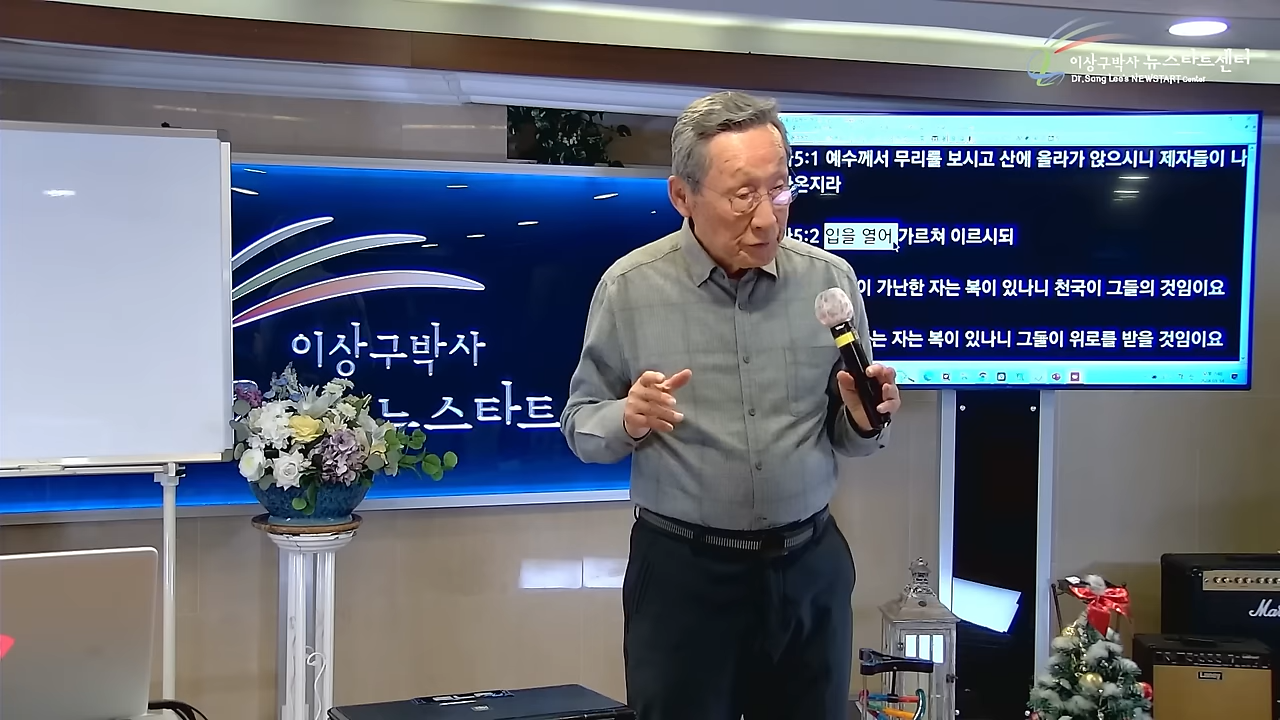 이상구박사 뉴스타트센터
Dr.Sang Lee's NEWSTART Center
5:1 예수께서 무리를 보시고 산에 올라가 앉으시니 제자들이 나
온지라
5:2 입을 열어 가르쳐 이르시되
이 가난한 자는 복이 있나니 천국이 그들의 것임이요
는 자는 복이 있나니 그들이 위로를 받을 것임이요
이상구박사
뉴스타트
Laney